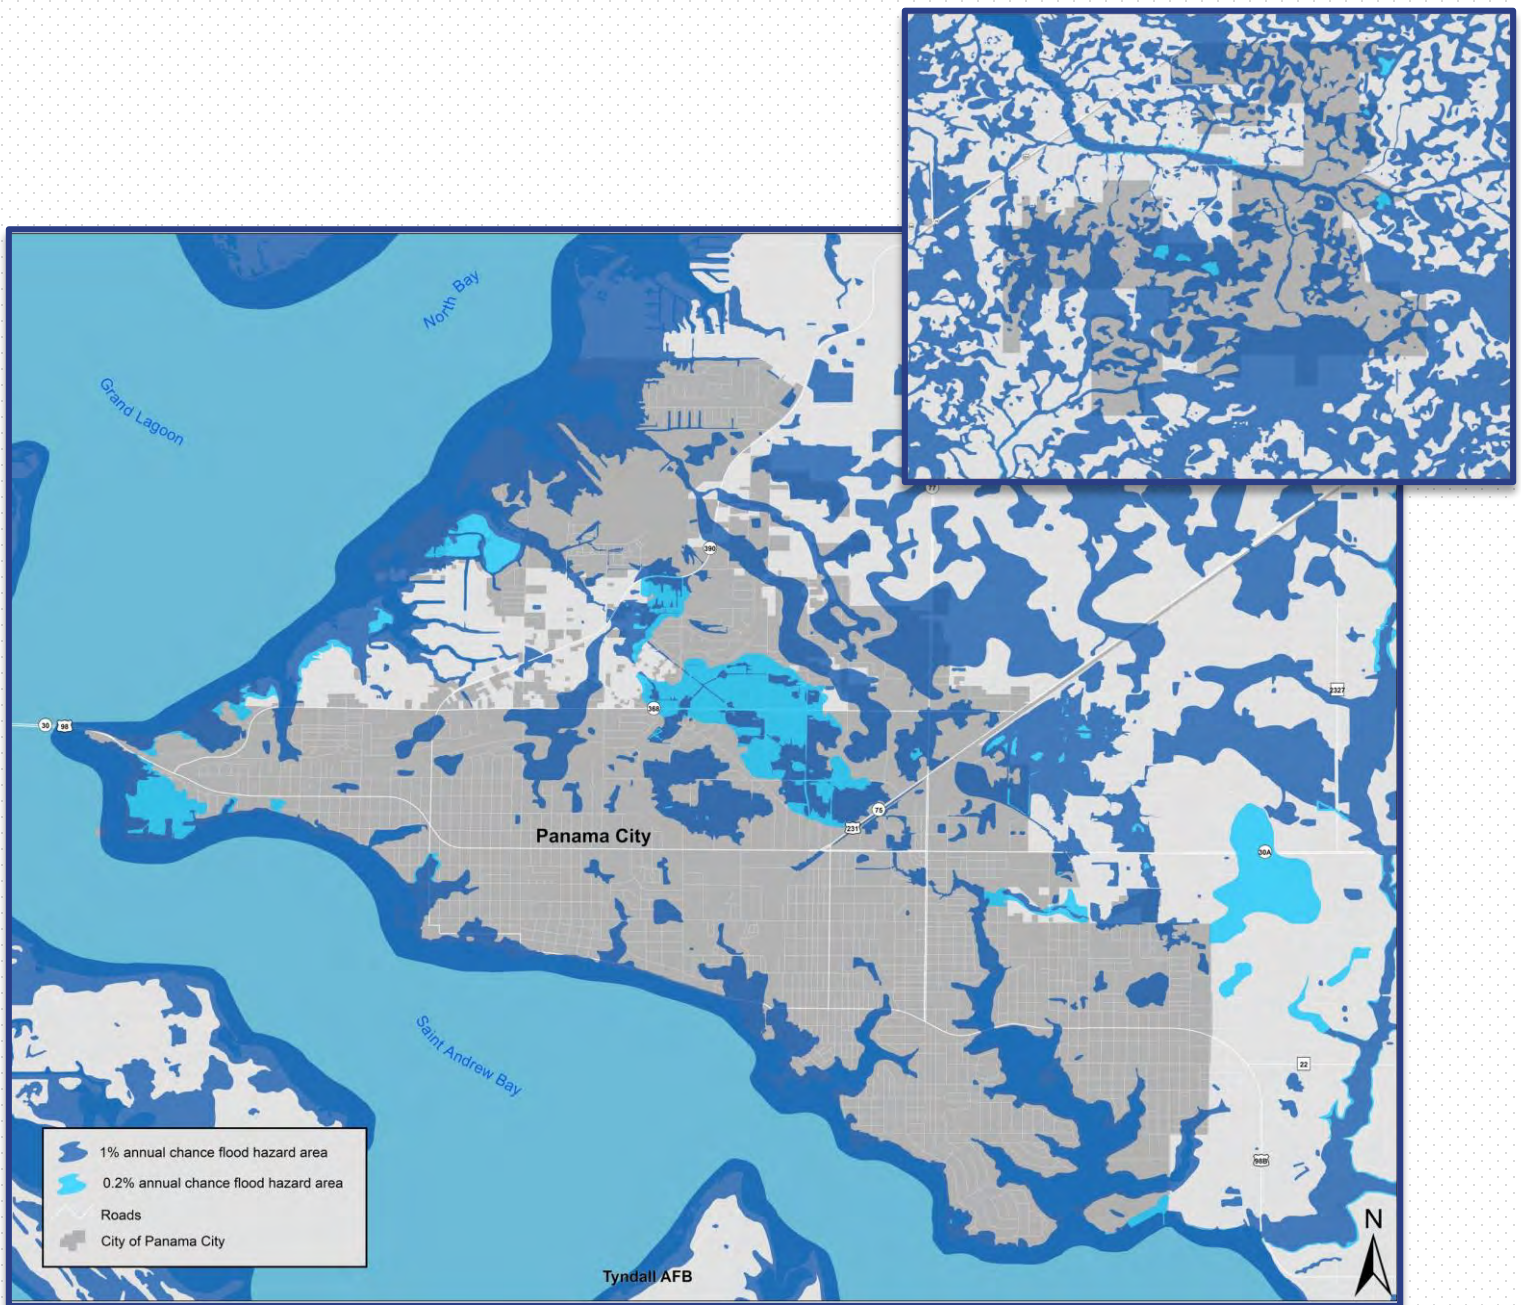 North Bay
Grand Lagoon
77
390
2327
30
98
368
75
231
Panama City
30A
Saint Andrew Bay
22
98B
1% annual chance flood hazard area
0.2% annual chance flood hazard area
Roads
City of Panama City
N
Tyndall AFB